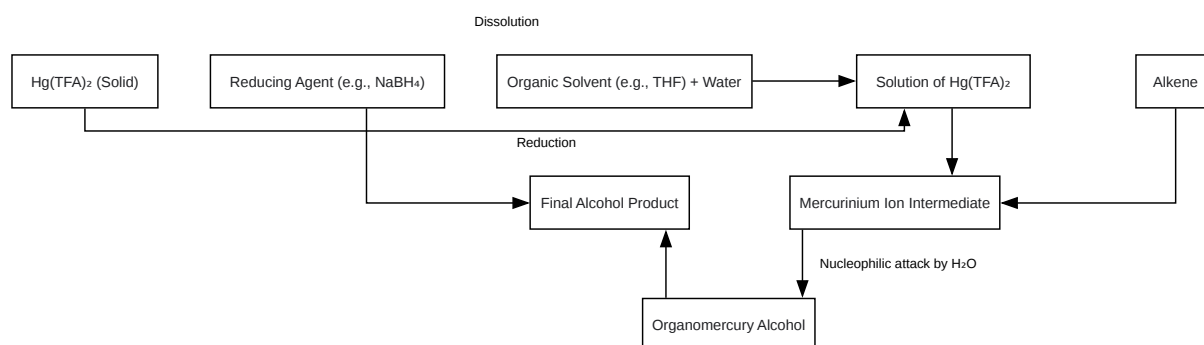 Dissolution
Hg(TFA)₂ (Solid)
Reducing Agent (e.g., NaBH₄)
Organic Solvent (e.g., THF) + Water
Solution of Hg(TFA)₂
Alkene
Reduction
Final Alcohol Product
Mercurinium Ion Intermediate
Nucleophilic attack by H₂O
Organomercury Alcohol